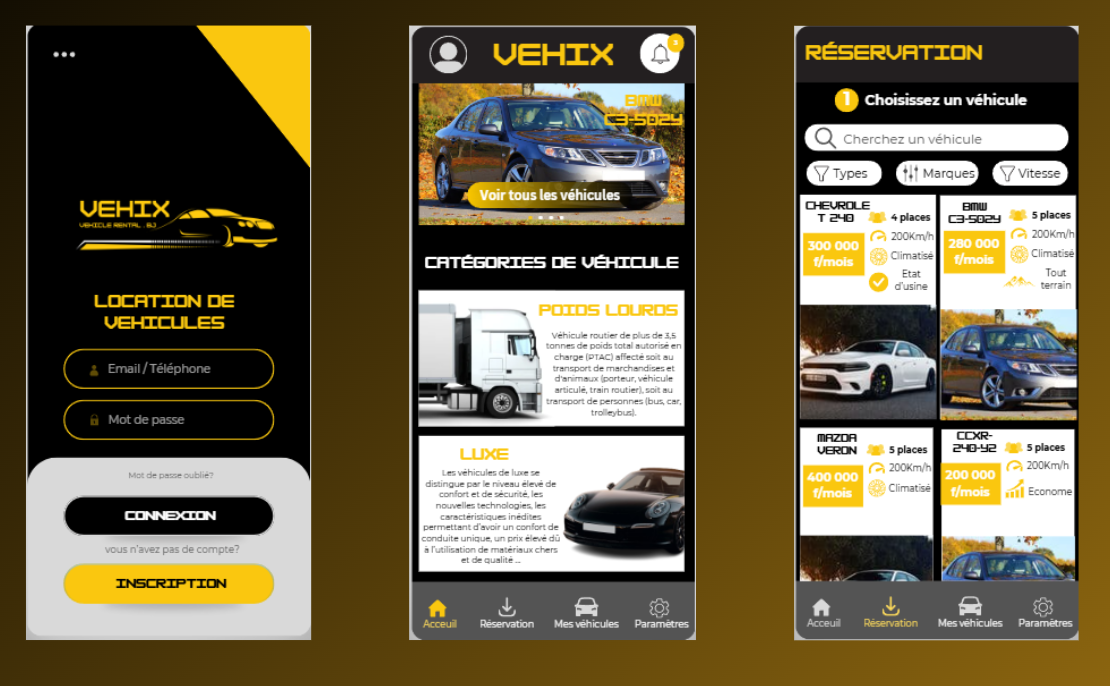 VEHIX
VEHICLE RENTAL . BJ
LOCATION DE
VEHICULES
Email / Téléphone
Mot de passe
Mot de passe oublié?
CONNEXION
vous n'avez pas de compte?
INSCRIPTION
VEHIX
3
BMW
C3-502Y
Voir tous les véhicules
CATÉGORIES DE VÉHICULE
POIDS LOURDS
Véhicule routier de plus de 3,5
tonnes de poids total autorisé en
charge (PTAC) affecté soit au
transport de marchandises et
d'animaux (porteur, véhicule
articulé, train routier), soit au
transport de personnes (bus, car,
trolleybus).
LUXE
Les véhicules de luxe se
distingue par le niveau élevé de
confort et de sécurité, les
nouvelles technologies, les
caractéristiques inédites
permettant d'avoir un confort de
conduite unique, un prix élevé dû
à l'utilisation de matériaux chers
et de qualité ...
Acceuil
Réservation
Mes véhicules
Paramètres
RÉSERVATION
1 Choisissez un véhicule
Cherchez un véhicule
Types
Marques
Vitesse
CHEVROLE
T 240
4 places
300 000
f/mois
200Km/h
Climatisé
Etat
d'usine
BMW
C3-502Y
5 places
280 000
f/mois
200Km/h
Climatisé
Tout
terrain
MAZDA
VERON
5 places
400 000
f/mois
200Km/h
Climatisé
CCXR-
240-Y2
5 places
200 000
f/mois
200Km/h
Econome
Acceuil
Réservation
Mes véhicules
Paramètres